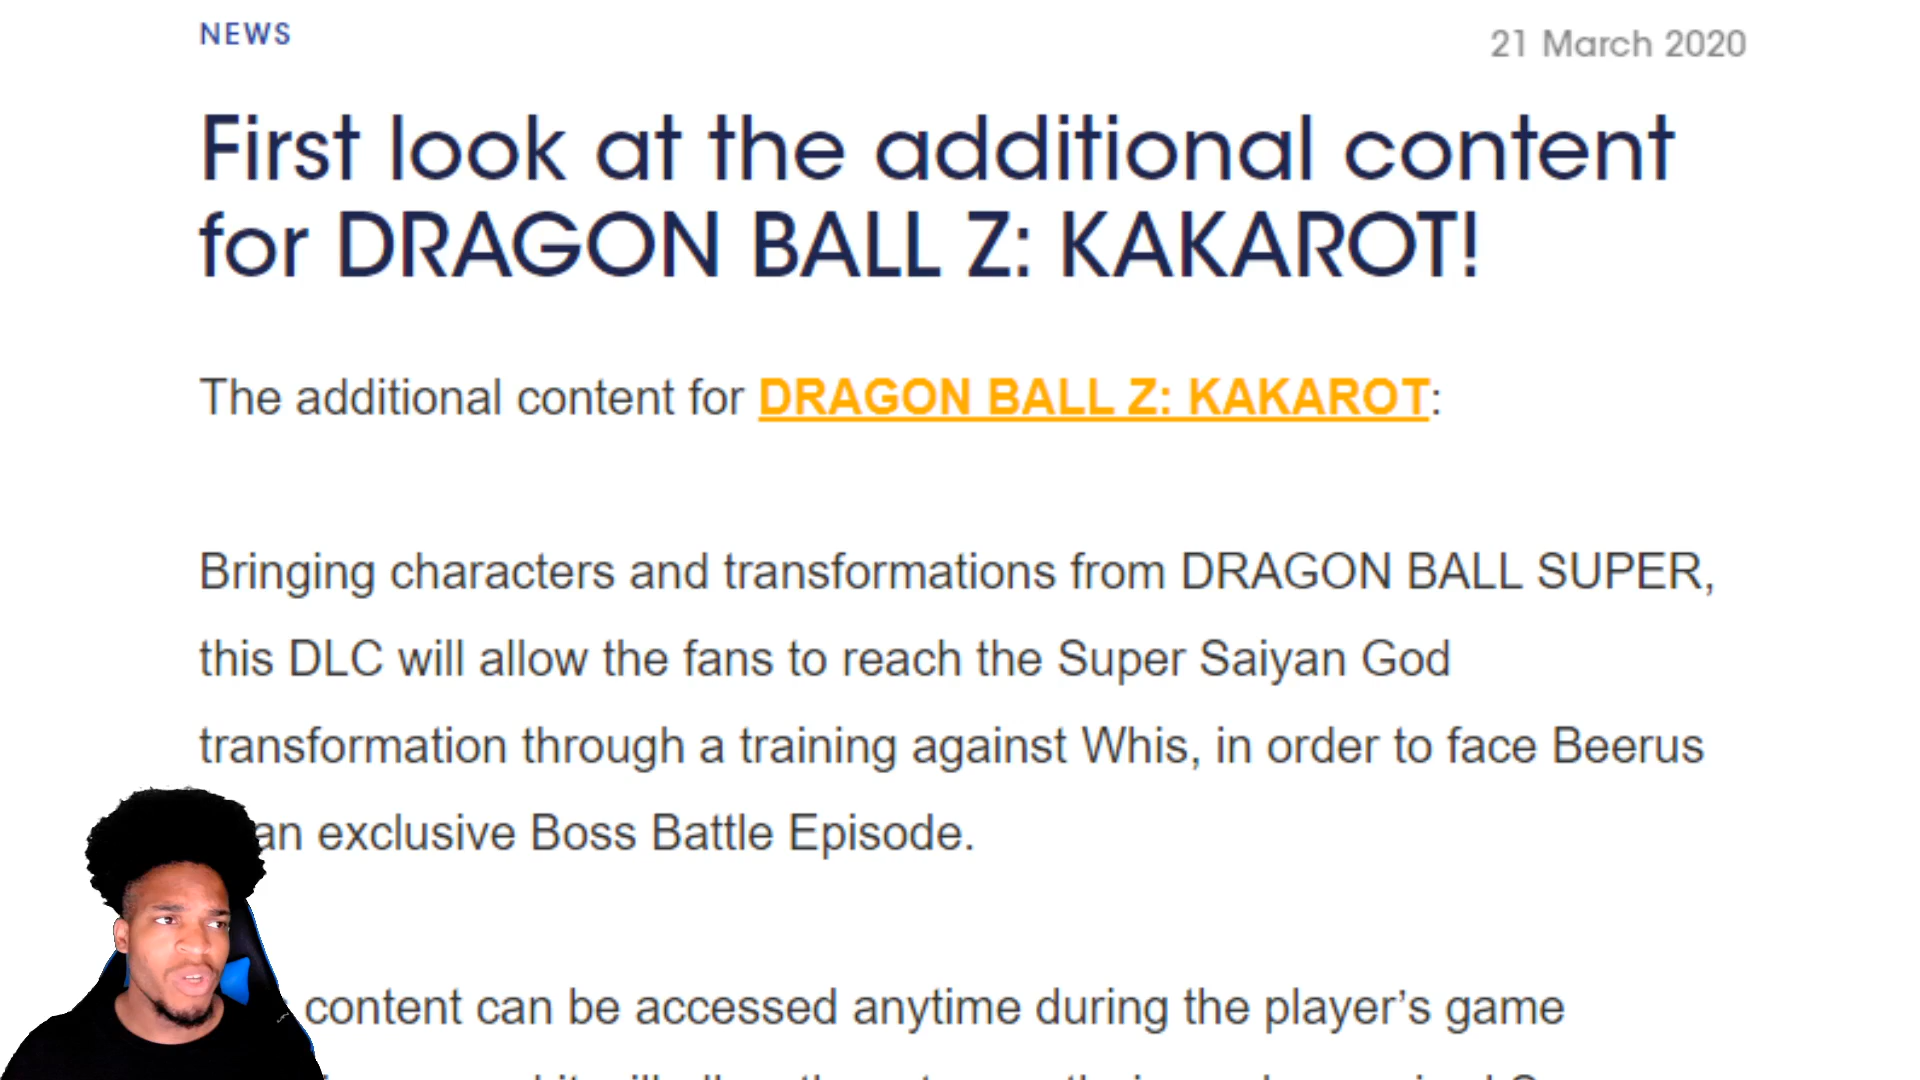 NEWS
21 March 2020
First look at the additional content
for DRAGON BALL Z: KAKAROT!
The additional content for DRAGON BALL Z: KAKAROT:
Bringing characters and transformations from DRAGON BALL SUPER,
this DLC will allow the fans to reach the Super Saiyan God
transformation through a training against Whis, in order to face Beerus
an exclusive Boss Battle Episode.
content can be accessed anytime during the player’s game